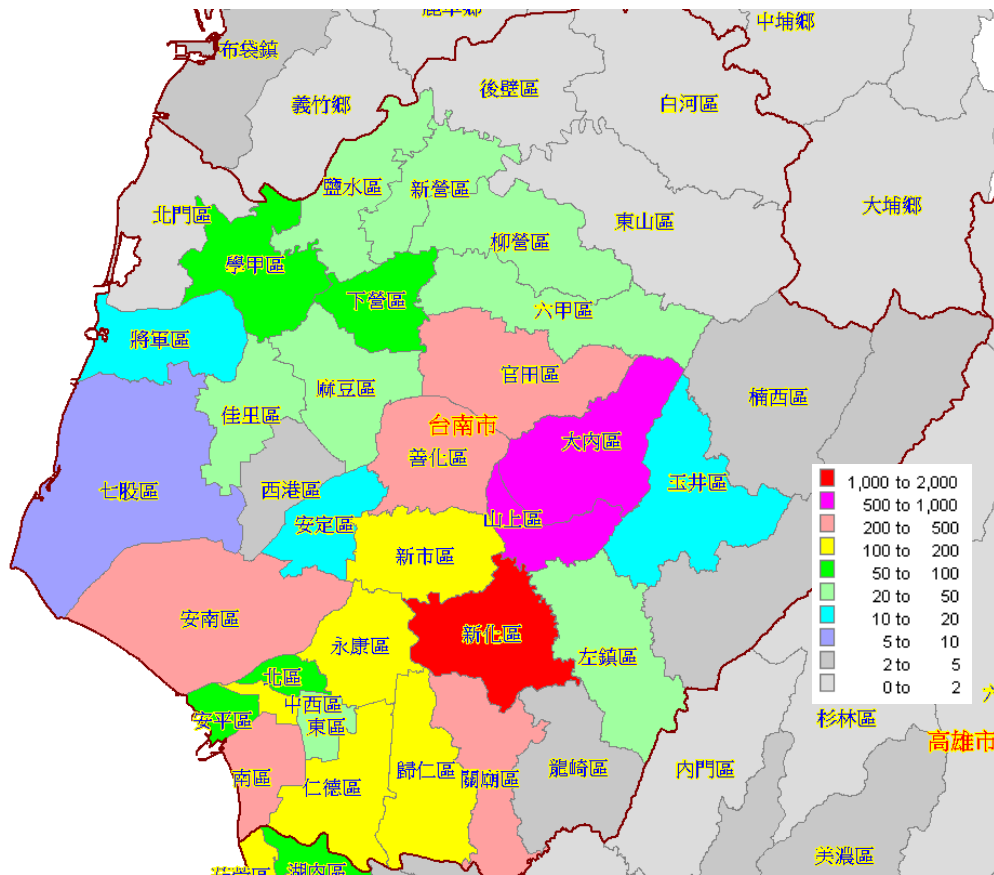 中埔鄉
布袋鎮
後壁區
義竹鄉
白河區
鹽水區
新營區
大埔鄉
北門區
東山區
柳營區
學甲區
下營區
六甲區
將軍區
官田區
麻豆區
楠西區
佳里區
台南市
大內區
善化區
玉井區
七股區
西港區
山上區
安定區
新市區
安南區
新化區
永康區
左鎮區
北區
中西區
安平區
東區
杉林區
高雄市
南區
仁德區
歸仁區
關廟區
龍崎區
內門區
湖內區
美濃區
1,000 to 2,000
500 to 1,000
200 to 500
100 to 200
50 to 100
20 to 50
10 to 20
5 to 10
2 to 5
0 to 2